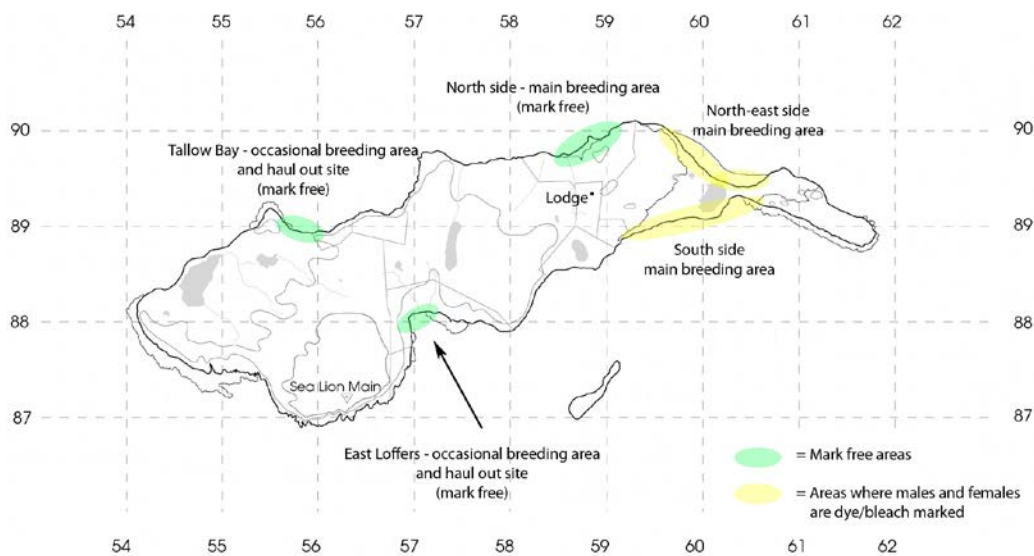 54 55 56 57 58 59 60 61 62
North side - main breeding area
(mark free)
North-east side
main breeding area
90 90
Tallow Bay - occasional breeding area
and haul out site
(mark free)
Lodge
89 89
South side
main breeding area
88 88
Sea Lion Main
87 87
East Loffers - occasional breeding area
and haul out site
(mark free)
= Mark free areas
= Areas where males and females
are dye/bleach marked
54 55 56 57 58 59 60 61 62